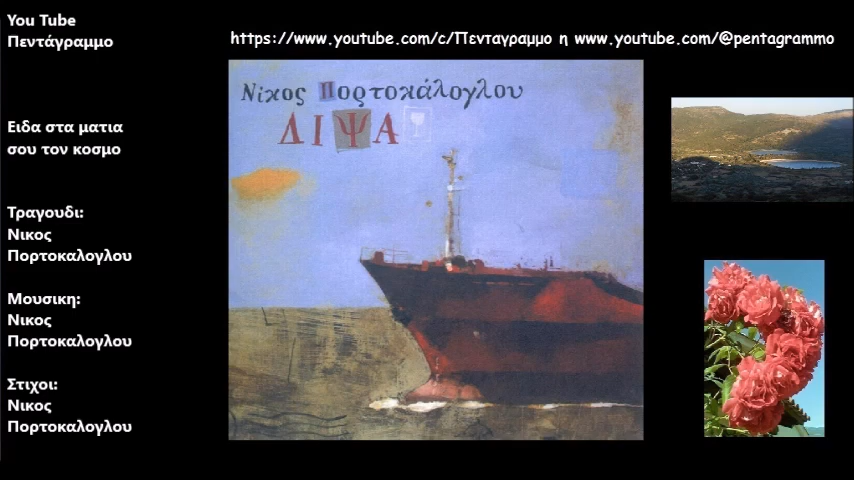 You Tube
Πεντάγραμμο
https://www.youtube.com/c/Πενταγραμμο η www.youtube.com/@pentagrammo
Ειδα στα ματια
σου τον κοσμο
Τραγουδι:
Νικος
Πορτοκαλογλου
Μουσικη:
Νικος
Πορτοκαλογλου
Στιχοι:
Νικος
Πορτοκαλογλου
Νίκος Πορτοκάλογλου
ΔΙΨΑ